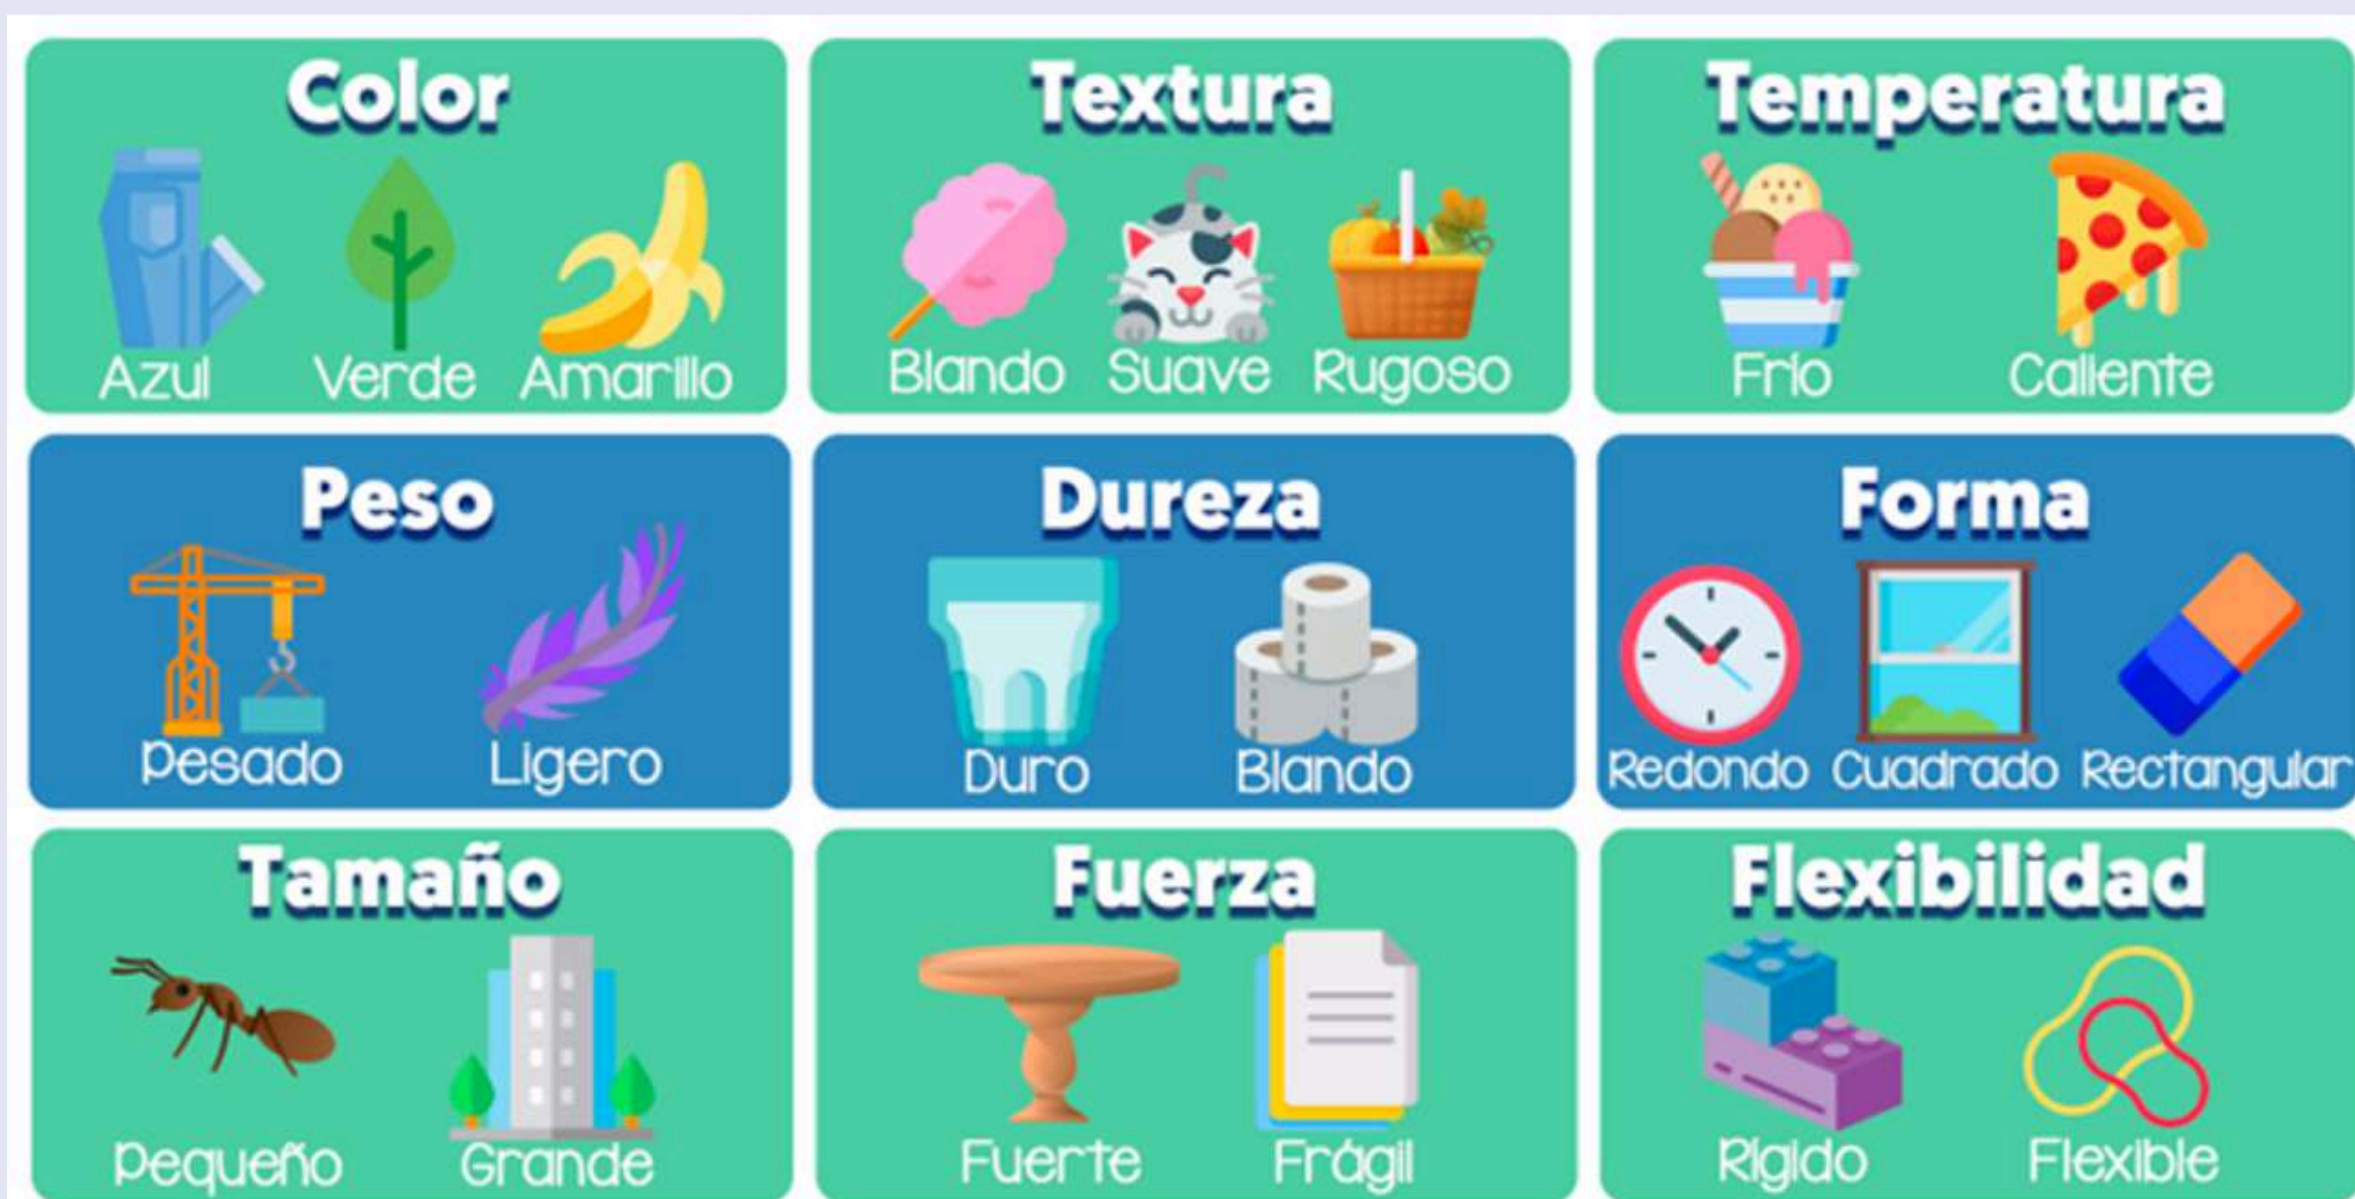 Color
Azul Verde Amarillo
Textura
Blando Suave Rugoso
Temperatura
Frío Caliente
Peso
Pesado Ligero
Dureza
Duro Blando
Forma
Redondo Cuadrado Rectangular
Tamaño
Pequeño Grande
Fuerza
Fuerte Frágil
Flexibilidad
Rígido Flexible